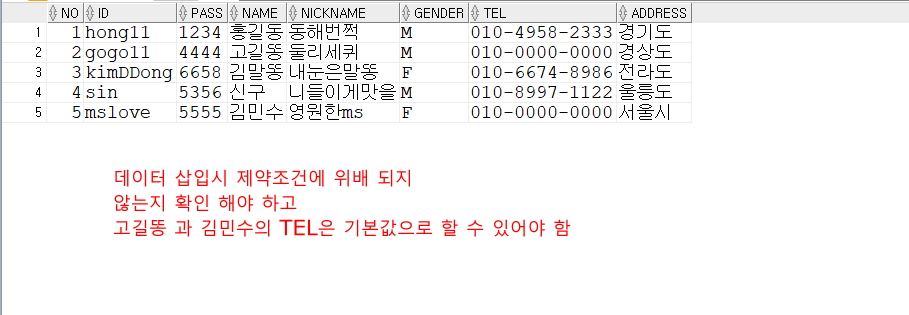 NO ID PASS NAME NICKNAME GENDER TEL ADDRESS
1 1 hong11 1234 홍길동 동해번쩍 M 010-4958-2333 경기도
2 2 gogo11 4444 고길똥 둘리세퀴 M 010-0000-0000 경상도
3 3 kimDDong 6658 김말똥 내눈은말똥 F 010-6674-8986 전라도
4 4 sin 5356 신구 니들이게맛을 M 010-8997-1122 울릉도
5 5 mslove 5555 김민수 영원한ms F 010-0000-0000 서울시
데이터 삽입시 제약조건에 위배 되지
않는지 확인 해야 하고
고길똥 과 김민수의 TEL은 기본값으로 할 수 있어야 함